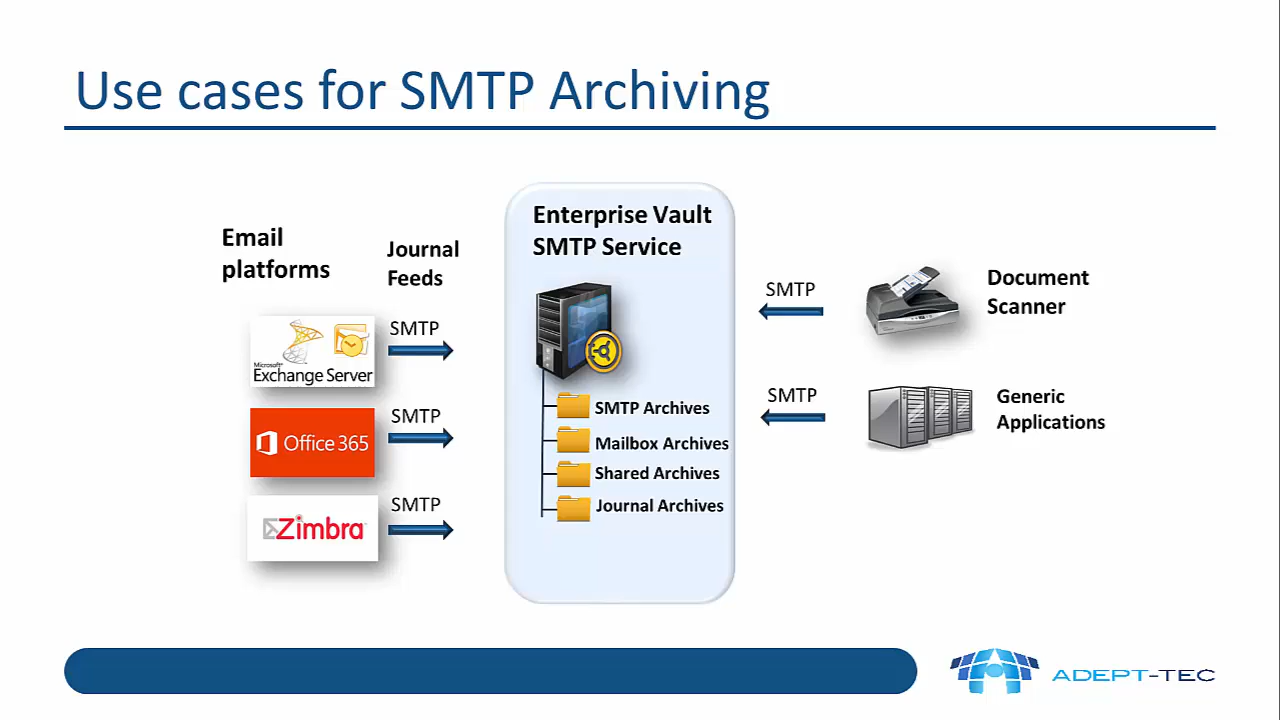 Use cases for SMTP Archiving
Email
platforms
Journal
Feeds
SMTP
Microsoft
Exchange Server
SMTP
Office 365
SMTP
Zimbra
Enterprise Vault
SMTP Service
SMTP Archives
Mailbox Archives
Shared Archives
Journal Archives
SMTP
Document
Scanner
SMTP
Generic
Applications
ADEPT-TEC